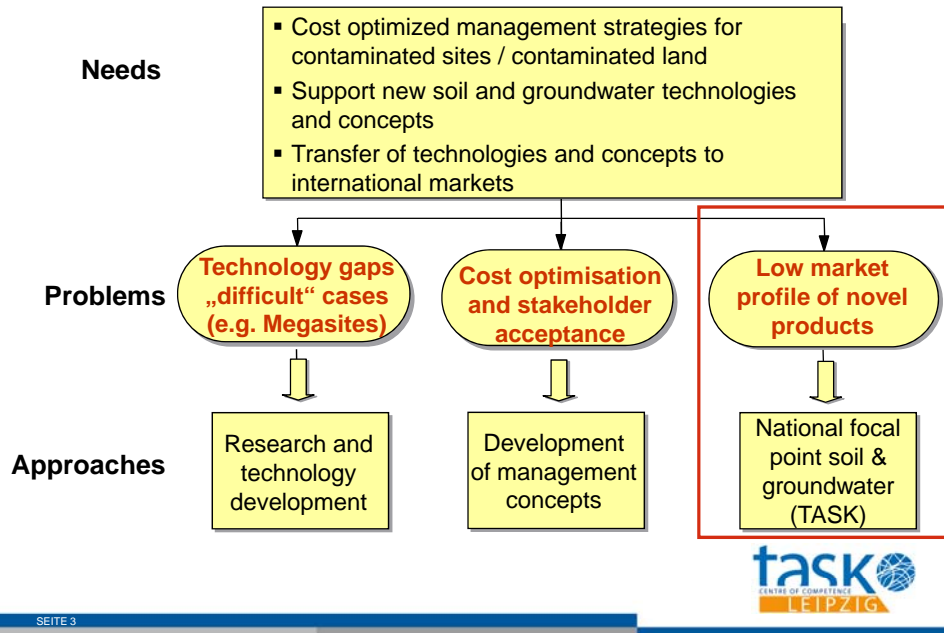 Needs
▪ Cost optimized management strategies for
contaminated sites / contaminated land
▪ Support new soil and groundwater technologies
and concepts
▪ Transfer of technologies and concepts to
international markets
Problems
Technology gaps
„difficult“ cases
(e.g. Megasites)
Cost optimisation
and stakeholder
acceptance
Low market
profile of novel
products
Approaches
Research and
technology
development
Development
of management
concepts
National focal
point soil &
groundwater
(TASK)
task
CENTRE OF COMPETENCE
LEIPZIG
SEITE 3